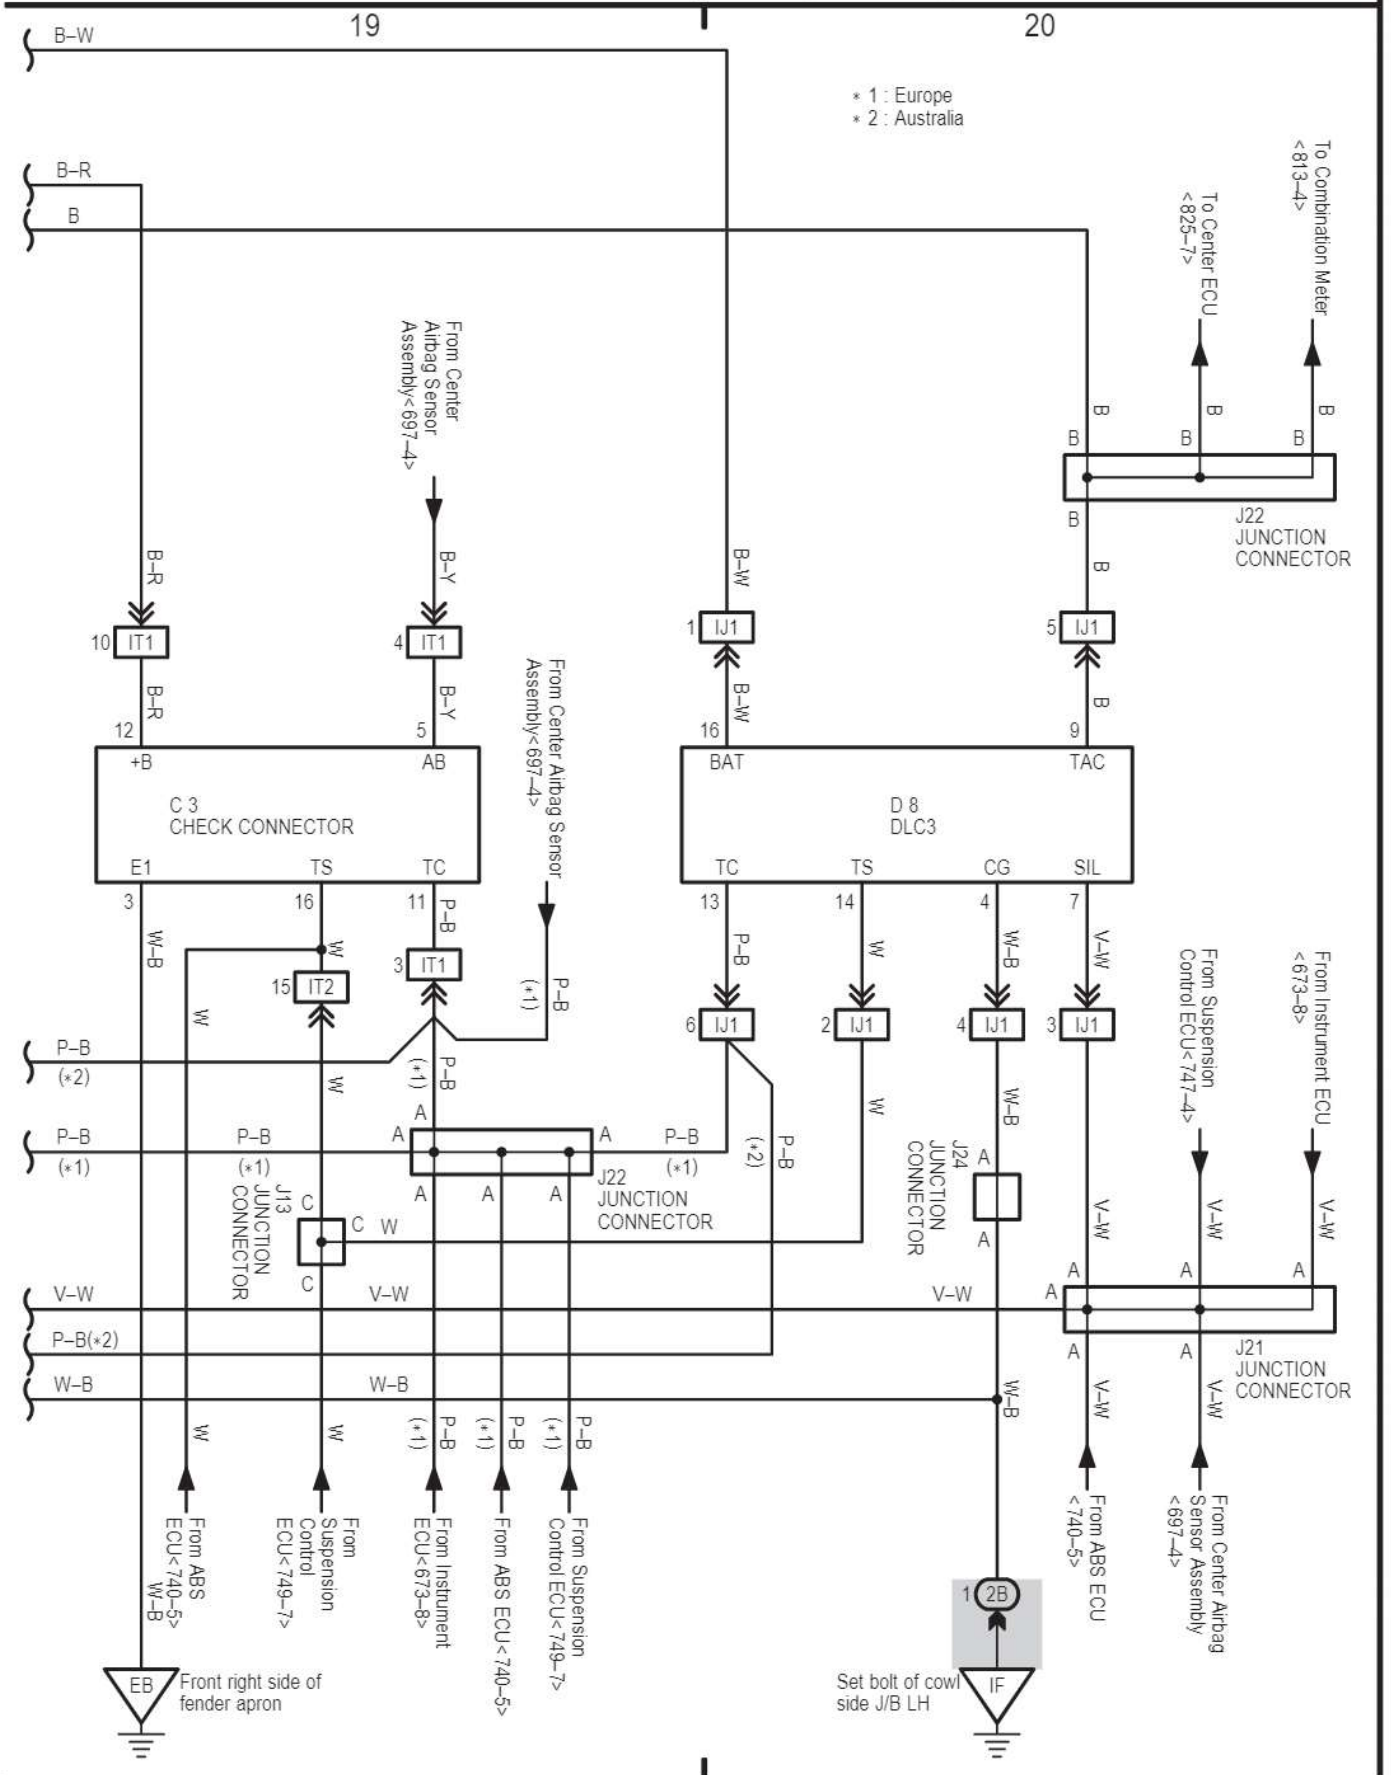 19
20
B–W
* 1 : Europe
* 2 : Australia
B–R
B
To Center ECU
<825–7>
To Combination Meter
<813–4>
From Center
Airbag Sensor
Assembly<697–4>
B
B
B
B
B
B
B
J22
JUNCTION
CONNECTOR
B–R
B–Y
B–W
B
10 IT1
4 IT1
1 IJ1
5 IJ1
B–R
B–Y
B–W
B
From Center Airbag Sensor
Assembly<697–4>
12
5
16
9
+B
AB
BAT
TAC
C 3
CHECK CONNECTOR
D 8
DLC3
E1
TS
TC
TC
TS
CG
SIL
3
16
11
13
14
4
7
W–B
W
P–B
P–B
(*1)
P–B
W
W–B
V–W
From Suspension
Control ECU<747–4>
From Instrument ECU
<673–8>
3 IT1
15 IT2
6 IJ1
2 IJ1
4 IJ1
3 IJ1
W
P–B
(*2)
W
P–B
(*1)
W
W–B
A
P–B
(*1)
P–B
(*1)
A
A
P–B
(*1)
P–B
(*2)
J24
JUNCTION
CONNECTOR
A
A
A
A
A
J22
JUNCTION
CONNECTOR
J13
JUNCTION
CONNECTOR
C
C
W
C
V–W
V–W
V–W
V–W
V–W
V–W
A
A
A
A
P–B(*2)
A
A
J21
JUNCTION
CONNECTOR
W–B
W–B
W–B
V–W
V–W
W
W
P–B
(*1)
P–B
(*1)
P–B
(*1)
From ABS
ECU<740–5>
From
Suspension
Control
ECU<749–7>
From Instrument
ECU<673–8>
From ABS ECU<740–5>
From Suspension
Control ECU<749–7>
From ABS ECU
<740–5>
From Center Airbag
Sensor Assembly
<697–4>
W–B
1 2B
EB
Front right side of
fender apron
Set bolt of cowl
side J/B LH
IF